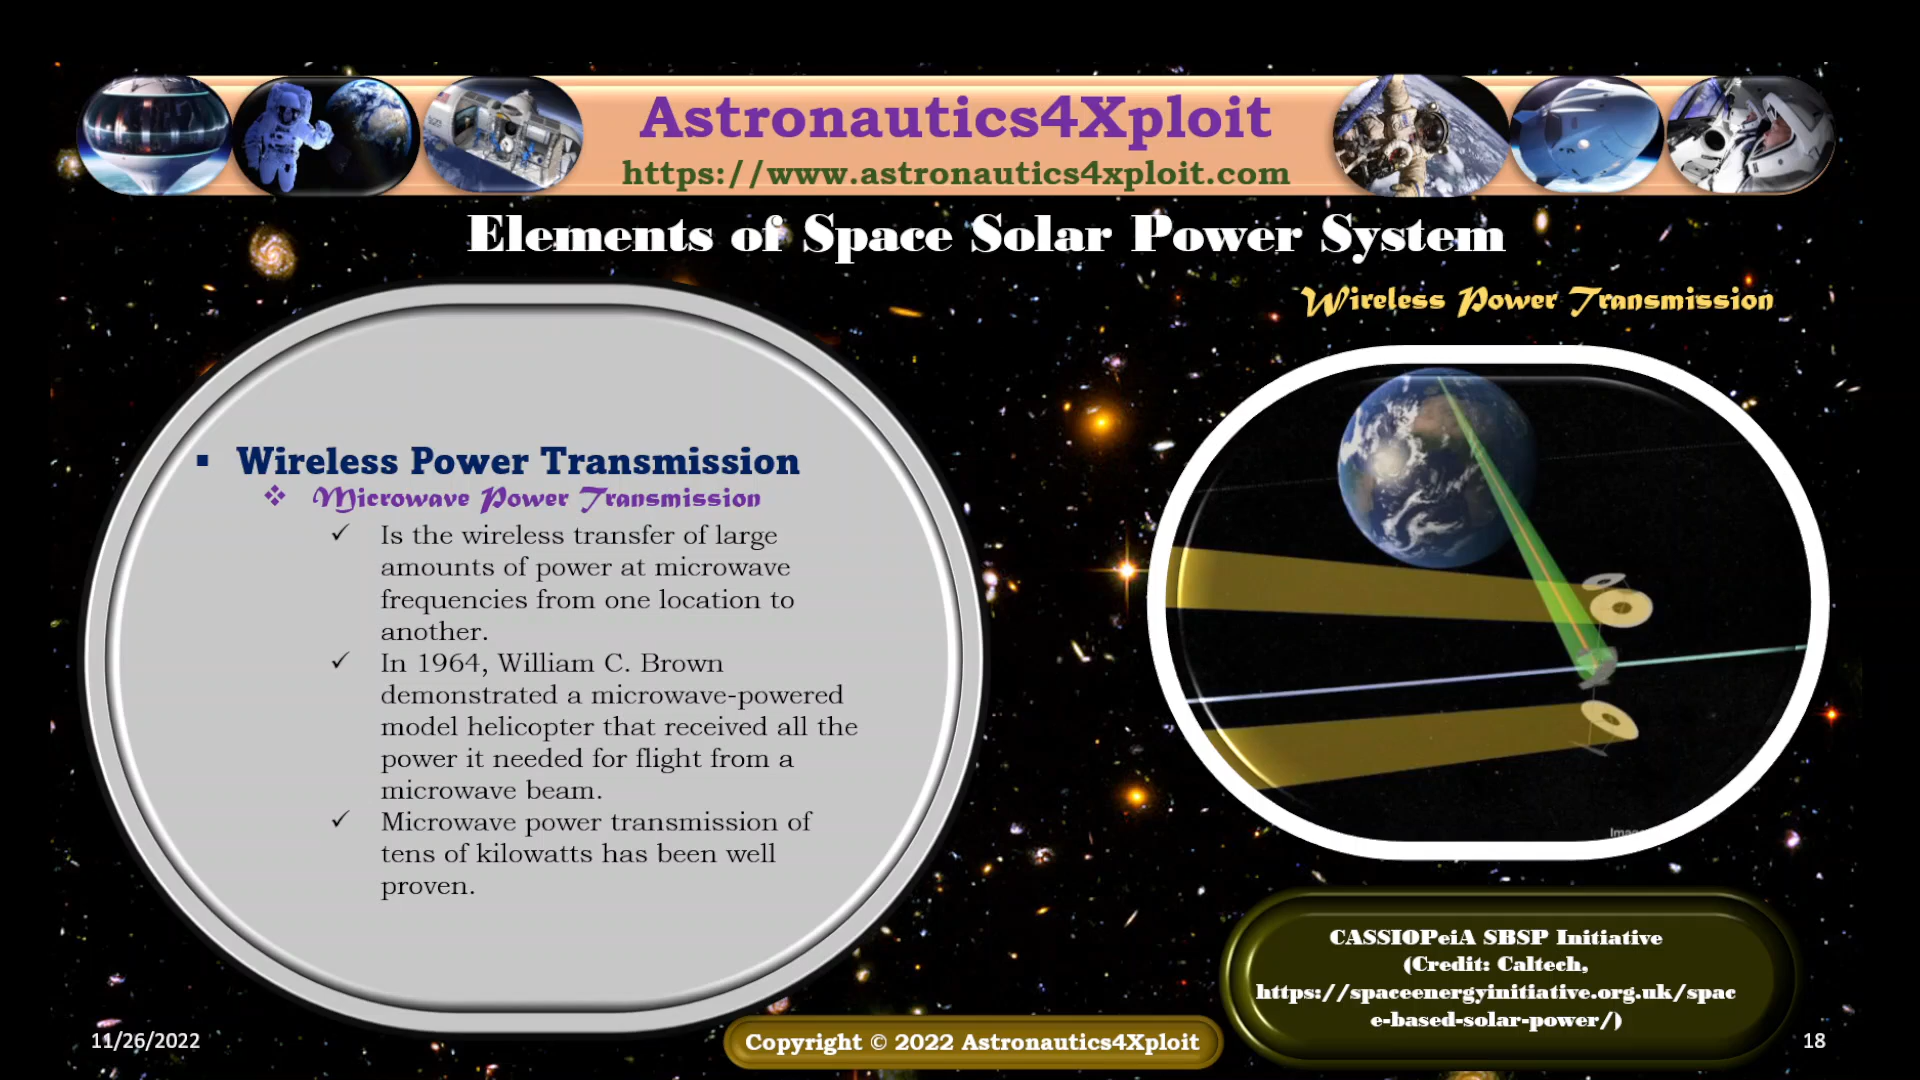 Astronautics4Xploit
https://www.astronautics4xploit.com
Elements of Space Solar Power System
Wireless Power Transmission
▪ Wireless Power Transmission
❖ Microwave Power Transmission
✓ Is the wireless transfer of large
amounts of power at microwave
frequencies from one location to
another.
✓ In 1964, William C. Brown
demonstrated a microwave-powered
model helicopter that received all the
power it needed for flight from a
microwave beam.
✓ Microwave power transmission of
tens of kilowatts has been well
proven.
CASSIOPeiA SBSP Initiative
(Credit: Caltech,
https://spaceenergyinitiative.org.uk/spac
e-based-solar-power/)
11/26/2022
Copyright © 2022 Astronautics4Xploit
18